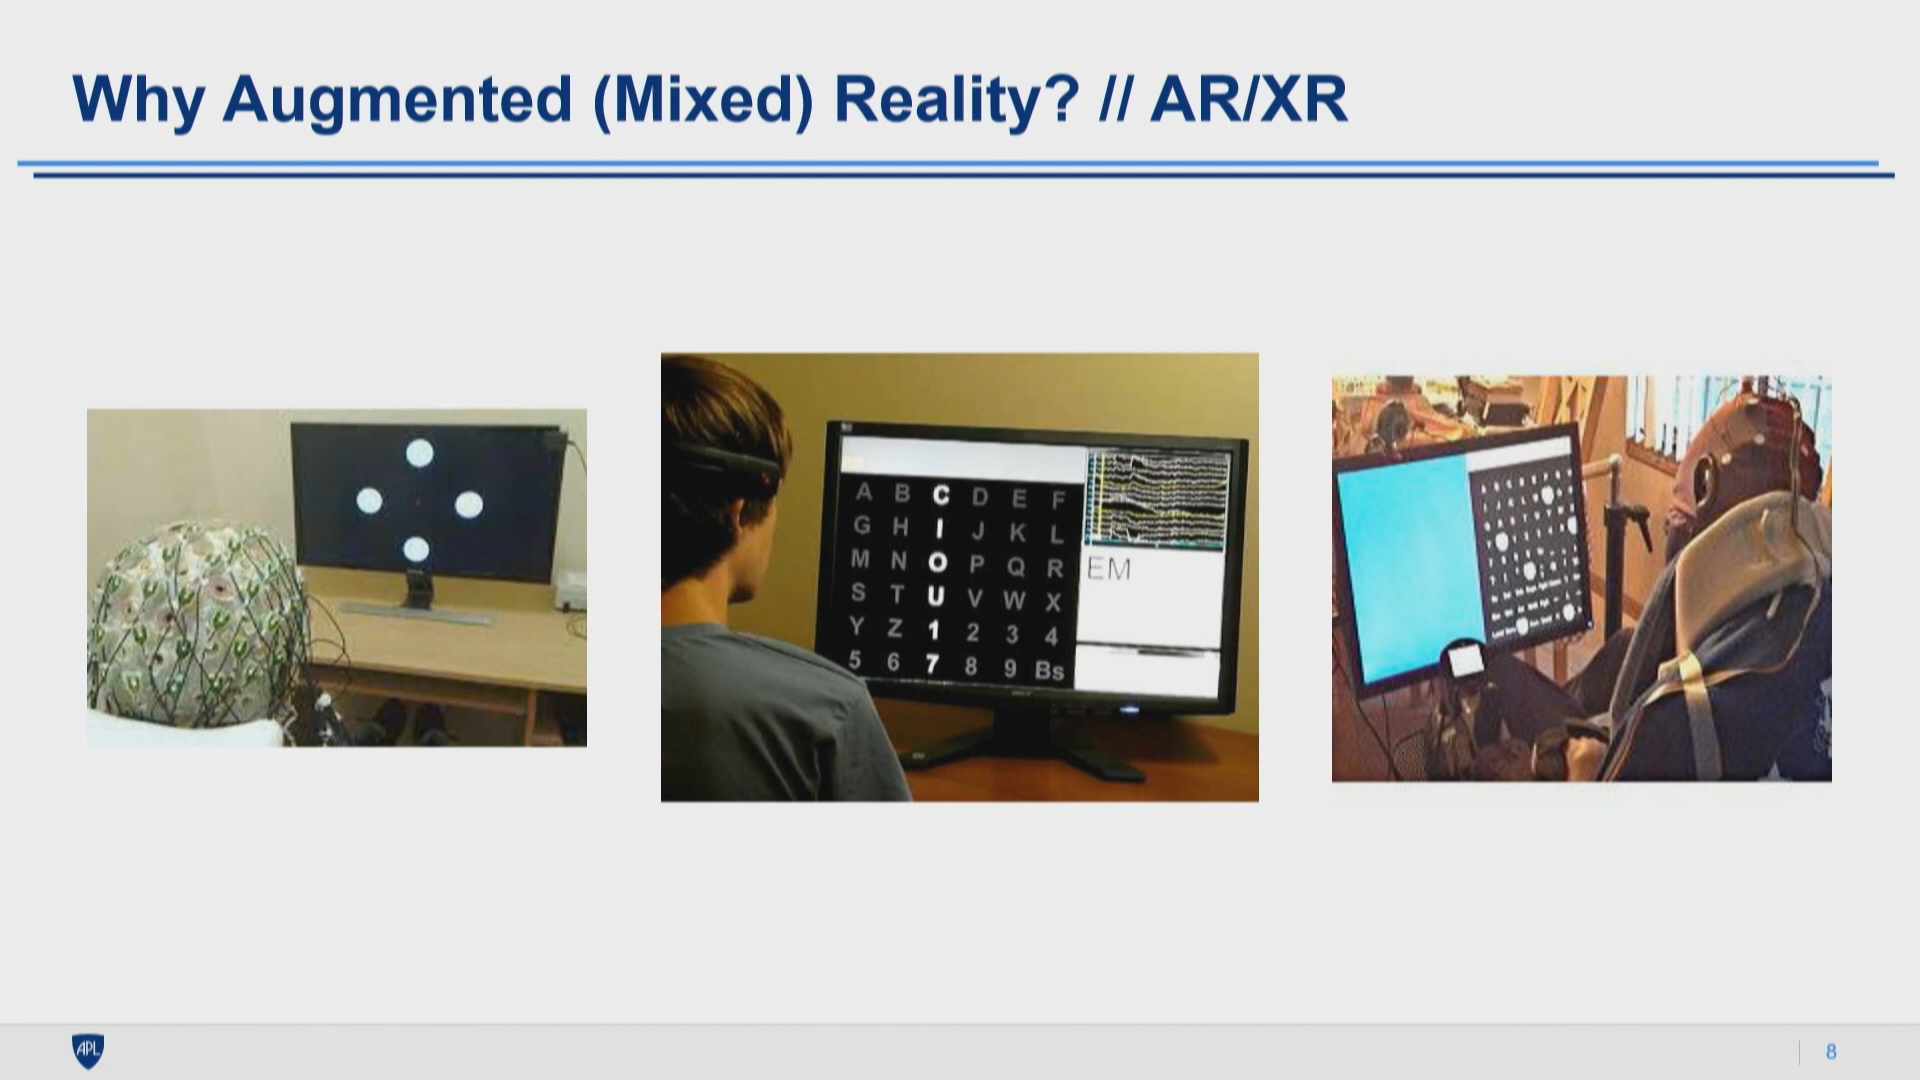 Why Augmented (Mixed) Reality? // AR/XR
A B C D E F
G H I J K L
M N O P Q R
S T U V W X
Y Z 1 2 3 4
5 6 7 8 9 Bs
EM
APL
8